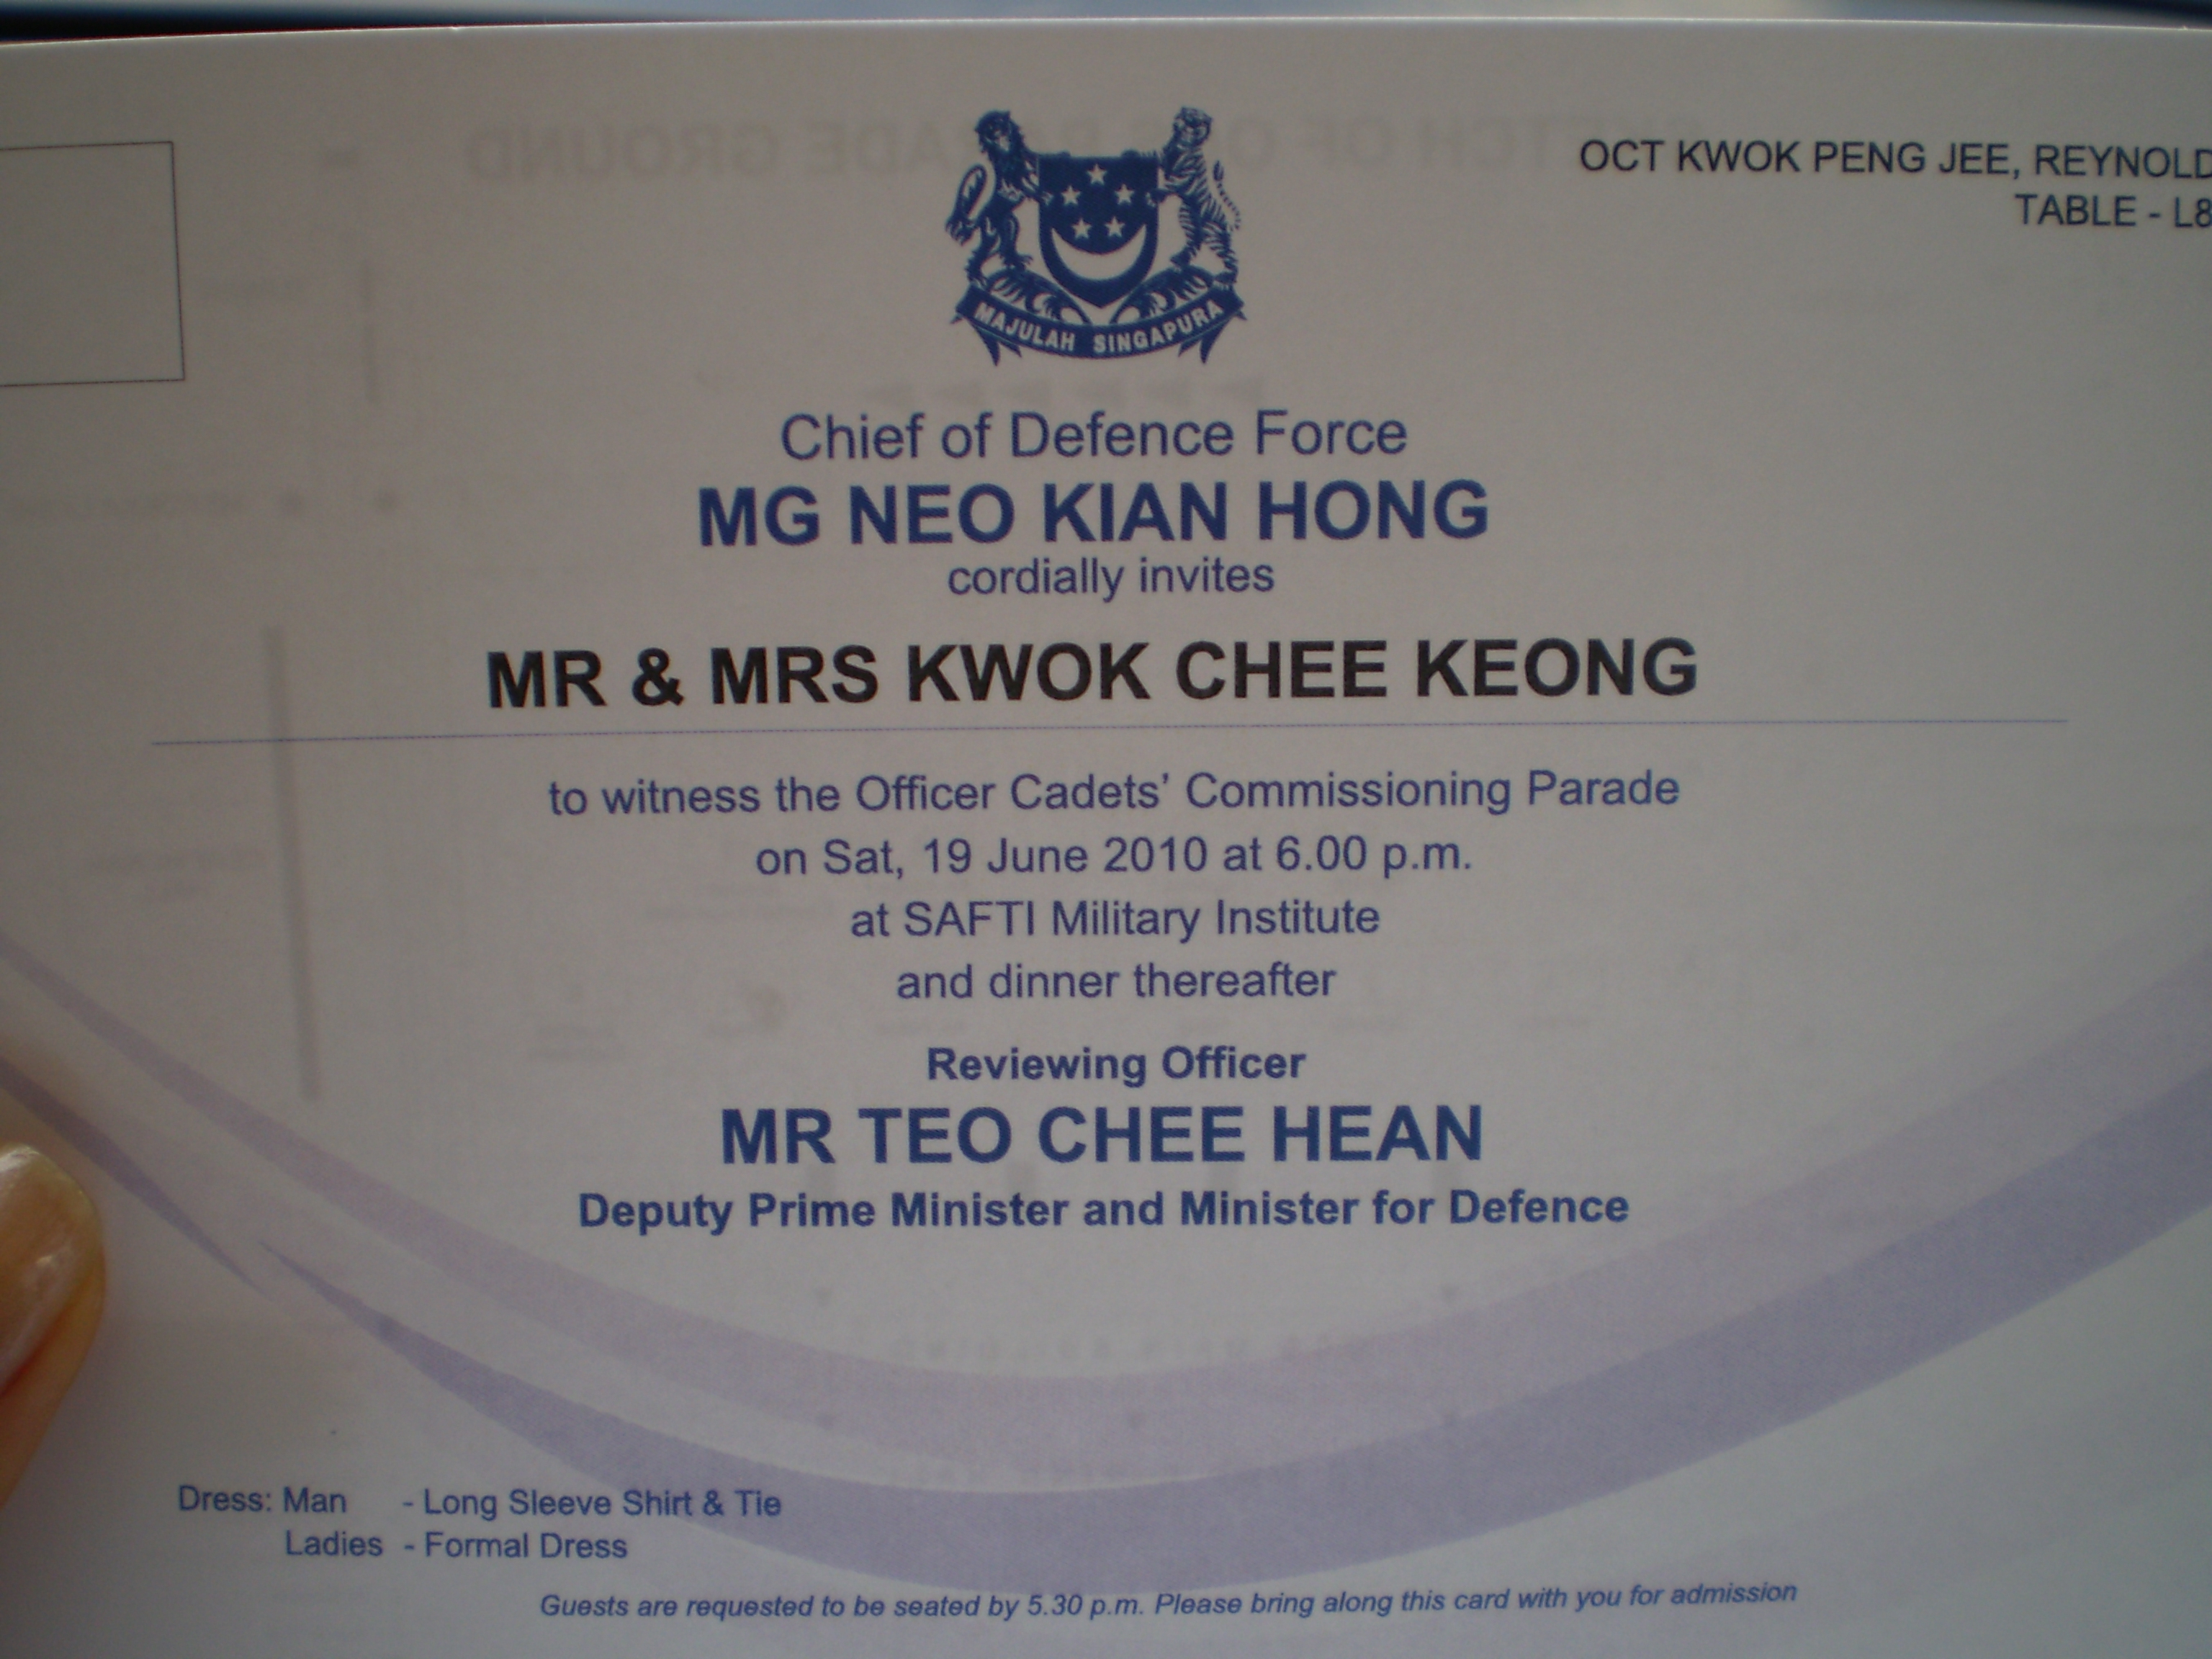 OCT KWOK PENG JEE, REYNOLD
TABLE - L8
MAJULAH SINGAPURA
Chief of Defence Force
MG NEO KIAN HONG
cordially invites
MR & MRS KWOK CHEE KEONG
to witness the Officer Cadets' Commissioning Parade
on Sat, 19 June 2010 at 6.00 p.m.
at SAFTI Military Institute
and dinner thereafter
Reviewing Officer
MR TEO CHEE HEAN
Deputy Prime Minister and Minister for Defence
Dress: Man - Long Sleeve Shirt & Tie
Ladies - Formal Dress
Guests are requested to be seated by 5.30 p.m. Please bring along this card with you for admission